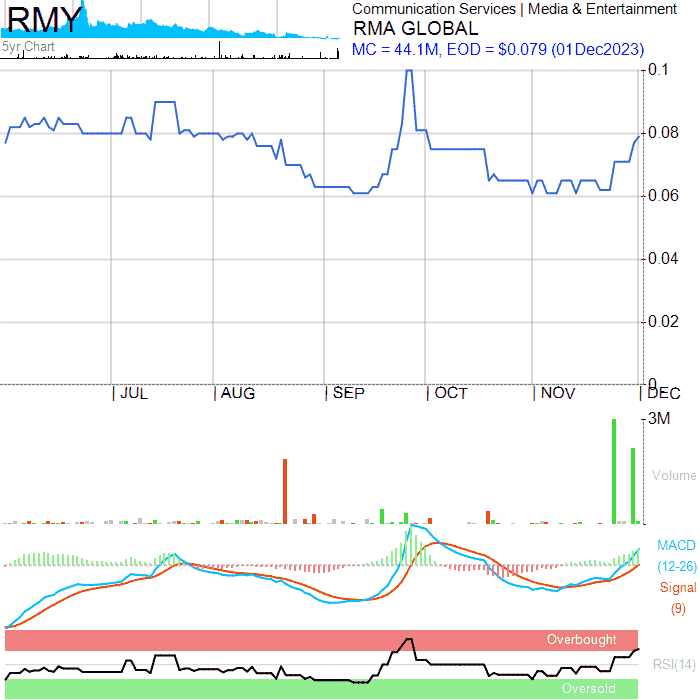 RMY
5yr Chart
Communication Services | Media & Entertainment
RMA GLOBAL
MC = 44.1M, EOD = $0.079 (01Dec2023)
0.1
0.08
0.06
0.04
0.02
0
JUL AUG SEP OCT NOV DEC
3M
Volume
MACD
(12-26)
Signal
(9)
Overbought
RSI(14)
Oversold